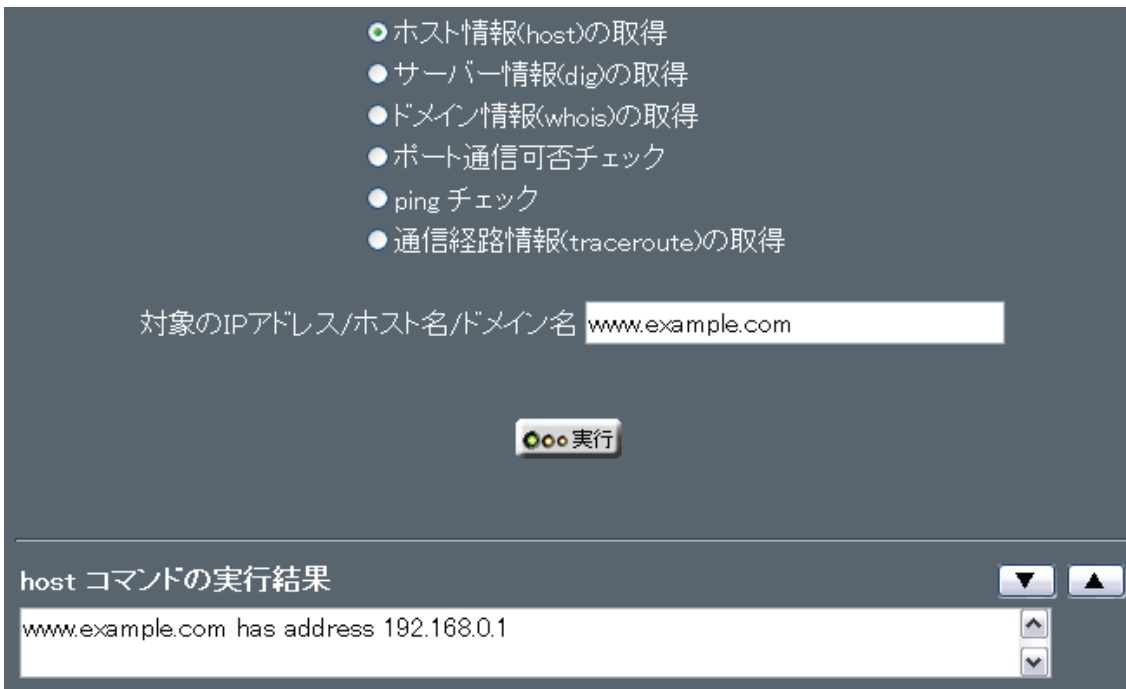 ホスト情報(host)の取得
サーバー情報(dig)の取得
ドメイン情報(whois)の取得
ポート通信可否チェック
ping チェック
通信経路情報(traceroute)の取得
対象のIPアドレス/ホスト名/ドメイン名 www.example.com
実行
host コマンドの実行結果
www.example.com has address 192.168.0.1